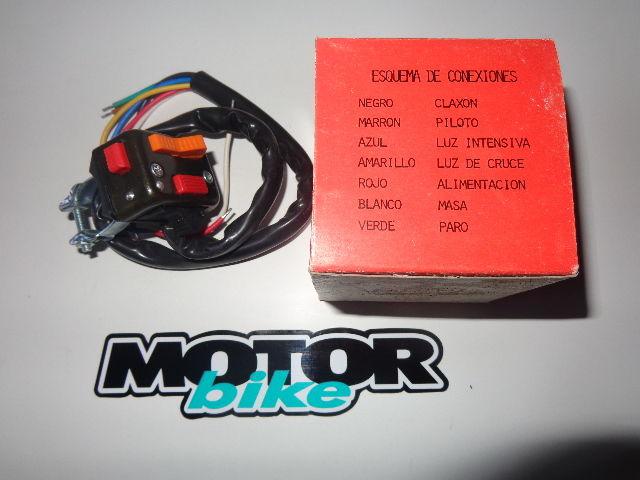 ESQUEMA DE CONEXIONES
NEGRO CLAXON
MARRON PILOTO
AZUL LUZ INTENSIVA
AMARILLO LUZ DE CRUCE
ROJO ALIMENTACION
BLANCO MASA
VERDE PARO
MOTOR
bike